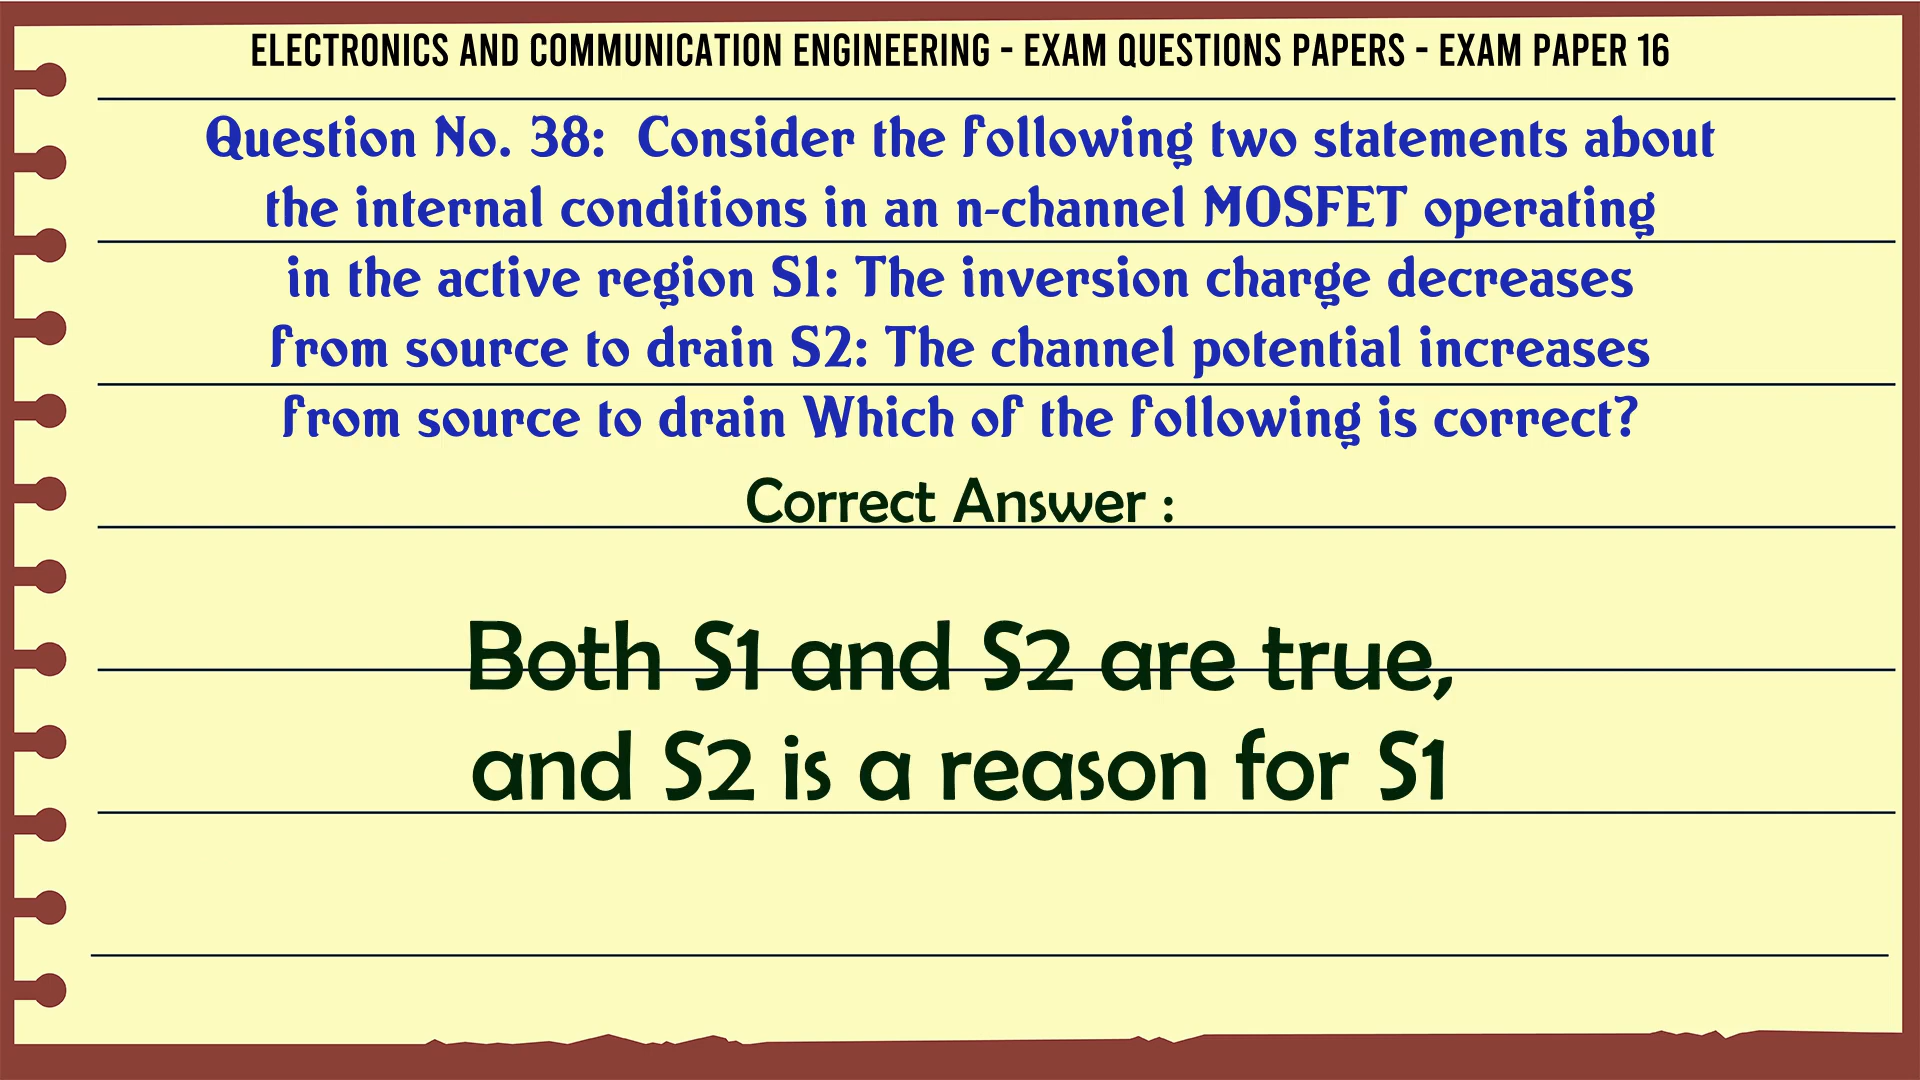 ELECTRONICS AND COMMUNICATION ENGINEERING - EXAM QUESTIONS PAPERS - EXAM PAPER 16
Question No. 38: Consider the following two statements about
the internal conditions in an n-channel MOSFET operating
in the active region S1: The inversion charge decreases
from source to drain S2: The channel potential increases
from source to drain Which of the following is correct?
Correct Answer :
Both S1 and S2 are true,
and S2 is a reason for S1